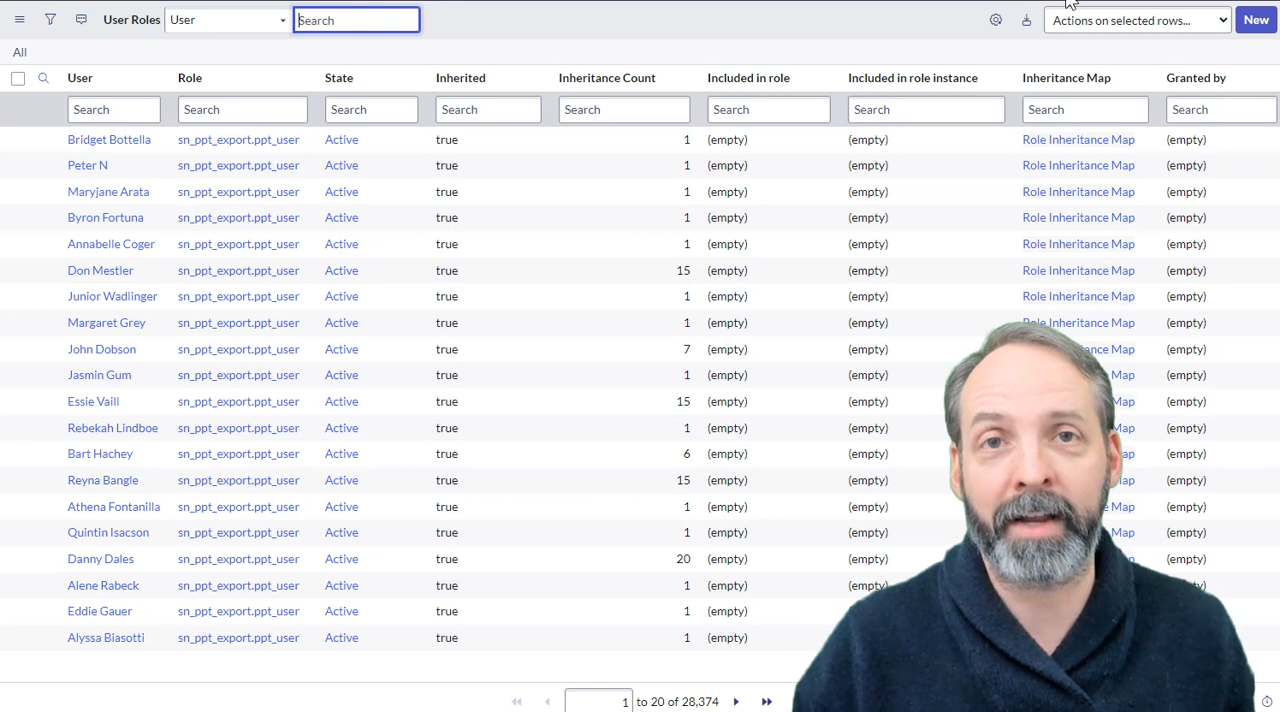 User Roles User Search Actions on selected rows... New
All
User Role State Inherited Inheritance Count Included in role Included in role instance Inheritance Map Granted by
Search Search Search Search Search Search Search Search Search
Bridget Bottella sn_ppt_export.ppt_user Active true 1 (empty) (empty) Role Inheritance Map (empty)
Peter N sn_ppt_export.ppt_user Active true 1 (empty) (empty) Role Inheritance Map (empty)
Maryjane Arata sn_ppt_export.ppt_user Active true 1 (empty) (empty) Role Inheritance Map (empty)
Byron Fortuna sn_ppt_export.ppt_user Active true 1 (empty) (empty) Role Inheritance Map (empty)
Annabelle Coger sn_ppt_export.ppt_user Active true 1 (empty) (empty) Role Inheritance Map (empty)
Don Mestler sn_ppt_export.ppt_user Active true 15 (empty) (empty) Role Inheritance Map (empty)
Junior Wadlinger sn_ppt_export.ppt_user Active true 1 (empty) (empty) Role Inheritance Map (empty)
Margaret Grey sn_ppt_export.ppt_user Active true 1 (empty) (empty) Role Inheritance Map (empty)
John Dobson sn_ppt_export.ppt_user Active true 7 (empty) (empty) Map (empty)
Jasmin Gum sn_ppt_export.ppt_user Active true 1 (empty) (empty) Map (empty)
Essie Vaill sn_ppt_export.ppt_user Active true 15 (empty) (empty) Map (empty)
Rebekah Lindboe sn_ppt_export.ppt_user Active true 1 (empty) (empty) (empty)
Bart Hachey sn_ppt_export.ppt_user Active true 6 (empty) (empty) (empty)
Reyna Bangle sn_ppt_export.ppt_user Active true 15 (empty) (empty) (empty)
Athena Fontanilla sn_ppt_export.ppt_user Active true 1 (empty) (empty) Map (empty)
Quintin Isacson sn_ppt_export.ppt_user Active true 1 (empty) (empty) Map (empty)
Danny Dales sn_ppt_export.ppt_user Active true 20 (empty) (empty) (empty)
Alene Rabeck sn_ppt_export.ppt_user Active true 1 (empty) (empty)
Eddie Gauer sn_ppt_export.ppt_user Active true 1 (empty)
Alyssa Biasotti sn_ppt_export.ppt_user Active true 1 (empty)
1 to 20 of 28,374